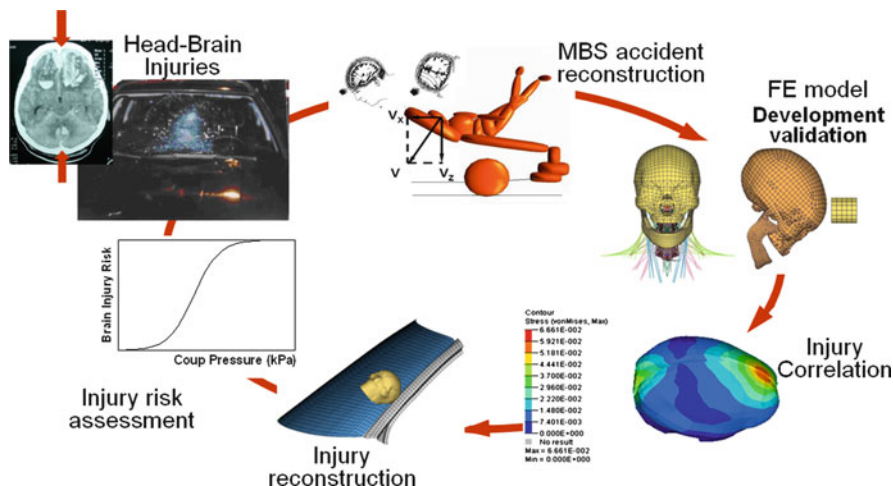 Head-Brain
Injuries
MBS accident
reconstruction
FE model
Development
validation
Vx
V
Vz
Brain Injury Risk
Coup Pressure (kPa)
Injury risk
assessment
Injury
reconstruction
Contour
Stress (vonMises, Max)
6.661E-002
5.921E-002
5.181E-002
4.441E-002
3.700E-002
2.960E-002
2.220E-002
1.480E-002
7.401E-003
0.000E+000
No result
Max = 6.661E-002
Min = 0.000E+000
Injury
Correlation